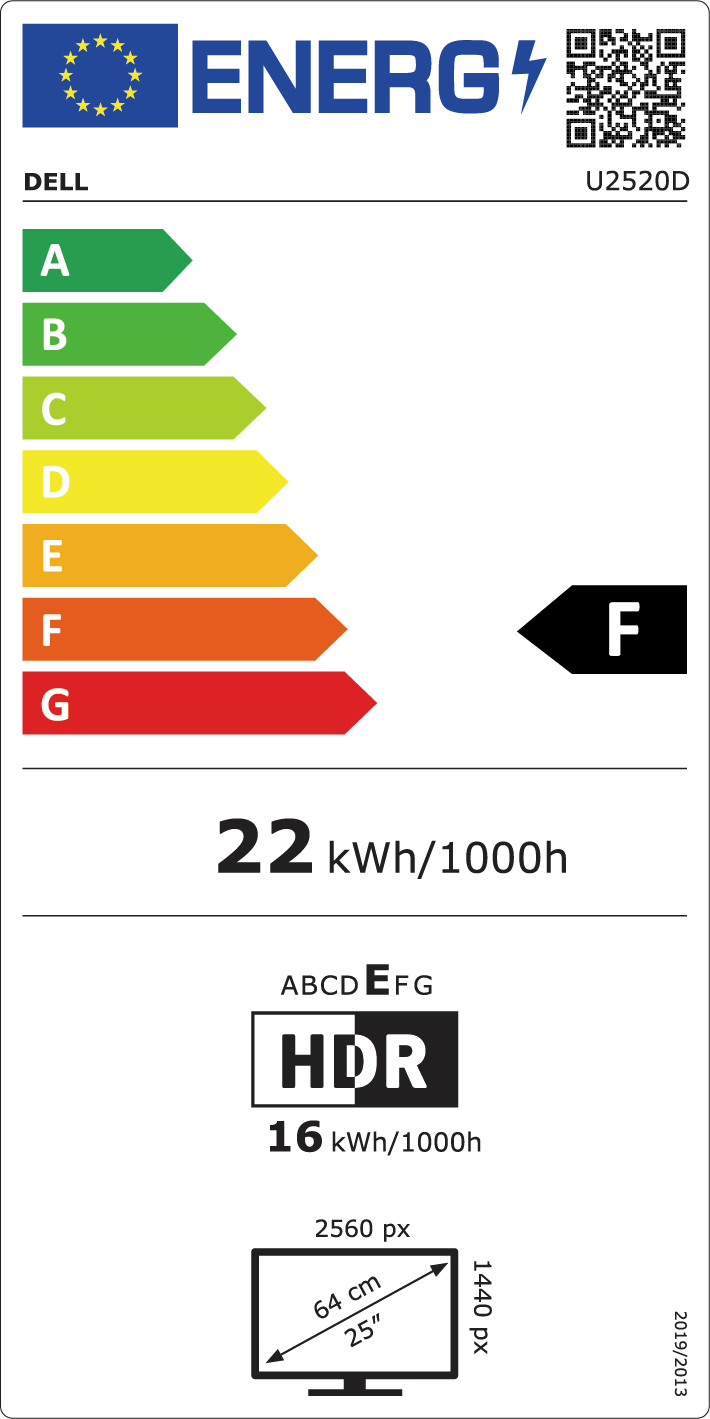 ENERG
DELL U2520D
A
B
C
D
E
F
F
G
22 kWh/1000h
ABCDEFG
HDR
16 kWh/1000h
2560 px
64 cm
25″
1440 px
2019/2013